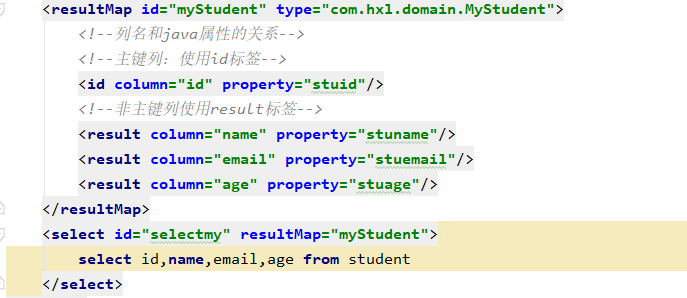 <resultMap id="myStudent" type="com.hxl.domain.MyStudent">
<!--列名和java属性的关系-->
<!--主键列: 使用id标签-->
<id column="id" property="stuid"/>
<!--非主键列使用result标签-->
<result column="name" property="stuname"/>
<result column="email" property="stuemail"/>
<result column="age" property="stuage"/>
</resultMap>
<select id="selectmy" resultMap="myStudent">
select id,name,email,age from student
</select>